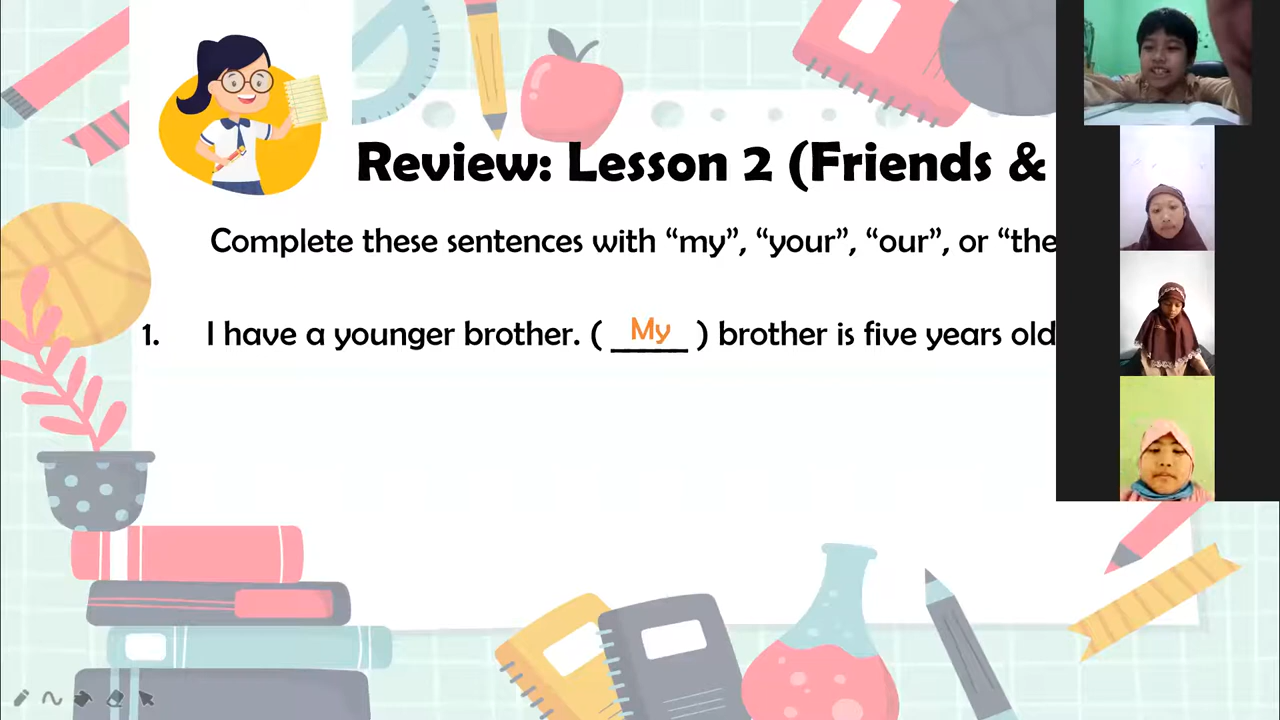 Review: Lesson 2 (Friends &
Complete these sentences with “my”, “your”, “our”, or “the
1. I have a younger brother. ( My ) brother is five years old